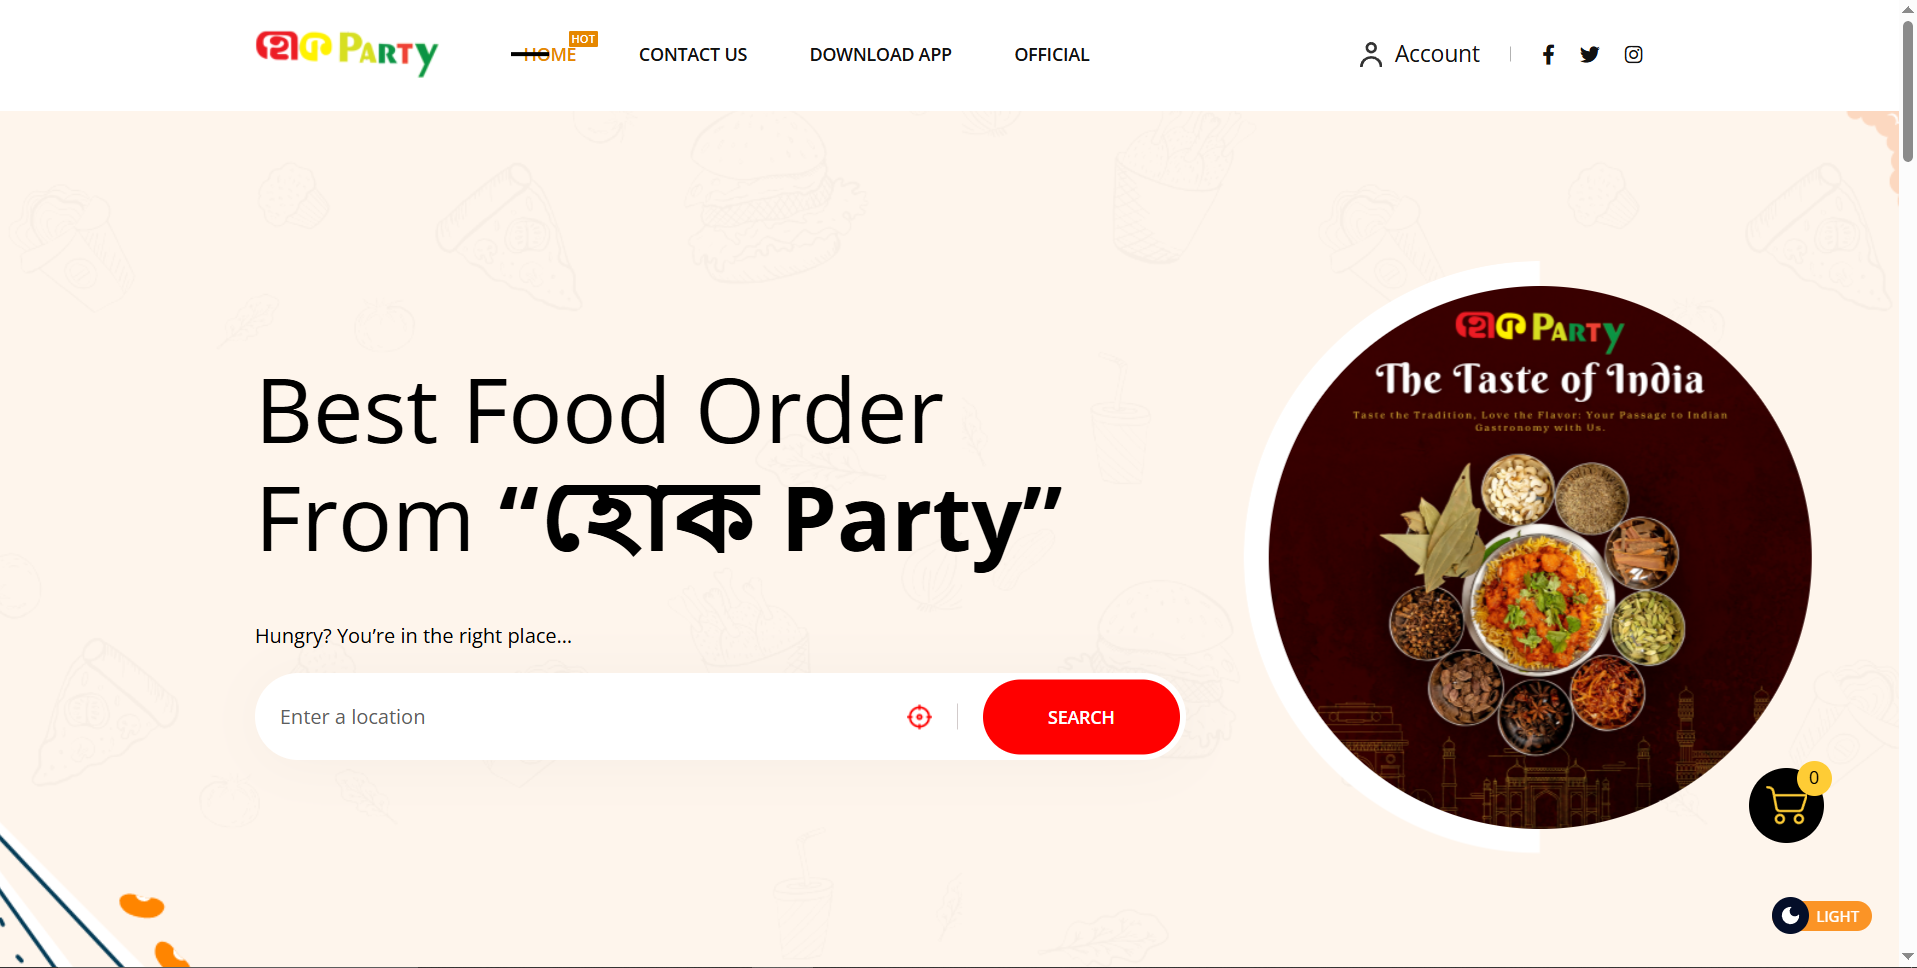 হোক PARTY
HOME
HOT
CONTACT US
DOWNLOAD APP
OFFICIAL
Account
Best Food Order
From “হোক Party”
Hungry? You’re in the right place...
Enter a location
SEARCH
হোক PARTY
The Taste of India
Taste the Tradition, Love the Flavor: Your Passage to Indian
Gastronomy with Us.
0
LIGHT